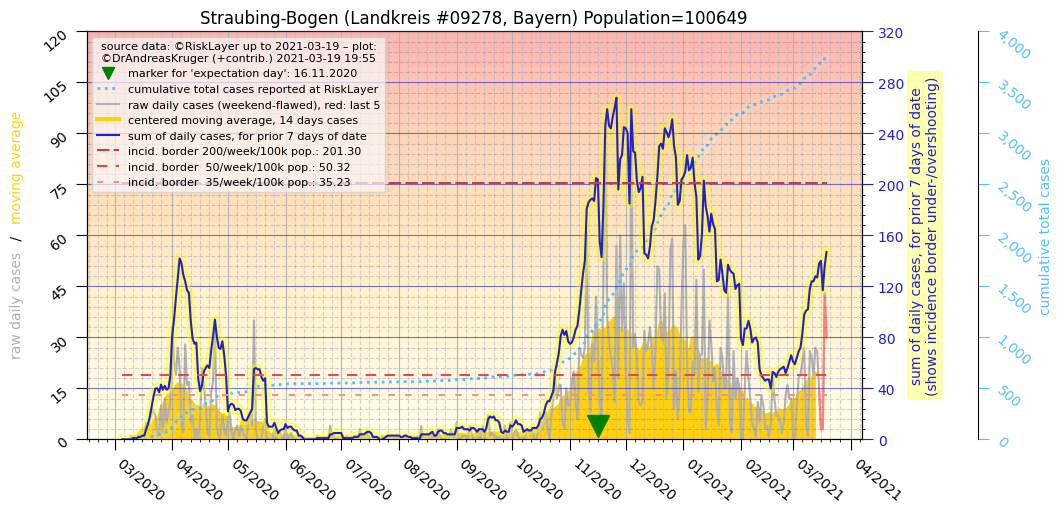 Straubing-Bogen (Landkreis #09278, Bayern) Population=100649
source data: ©RiskLayer up to 2021-03-19 – plot:
©DrAndreasKruger (+contrib.) 2021-03-19 19:55
marker for 'expectation day': 16.11.2020
cumulative total cases reported at RiskLayer
raw daily cases (weekend-flawed), red: last 5
centered moving average, 14 days cases
sum of daily cases, for prior 7 days of date
incid. border 200/week/100k pop.: 201.30
incid. border  50/week/100k pop.: 50.32
incid. border  35/week/100k pop.: 35.23
raw daily cases / moving average
120
105
90
75
60
45
30
15
0
320
280
240
200
160
120
80
40
0
sum of daily cases, for prior 7 days of date
(shows incidence border under-/overshooting)
4,000
3,500
3,000
2,500
2,000
1,500
1,000
500
0
cumulative total cases
03/2020
04/2020
05/2020
06/2020
07/2020
08/2020
09/2020
10/2020
11/2020
12/2020
01/2021
02/2021
03/2021
04/2021